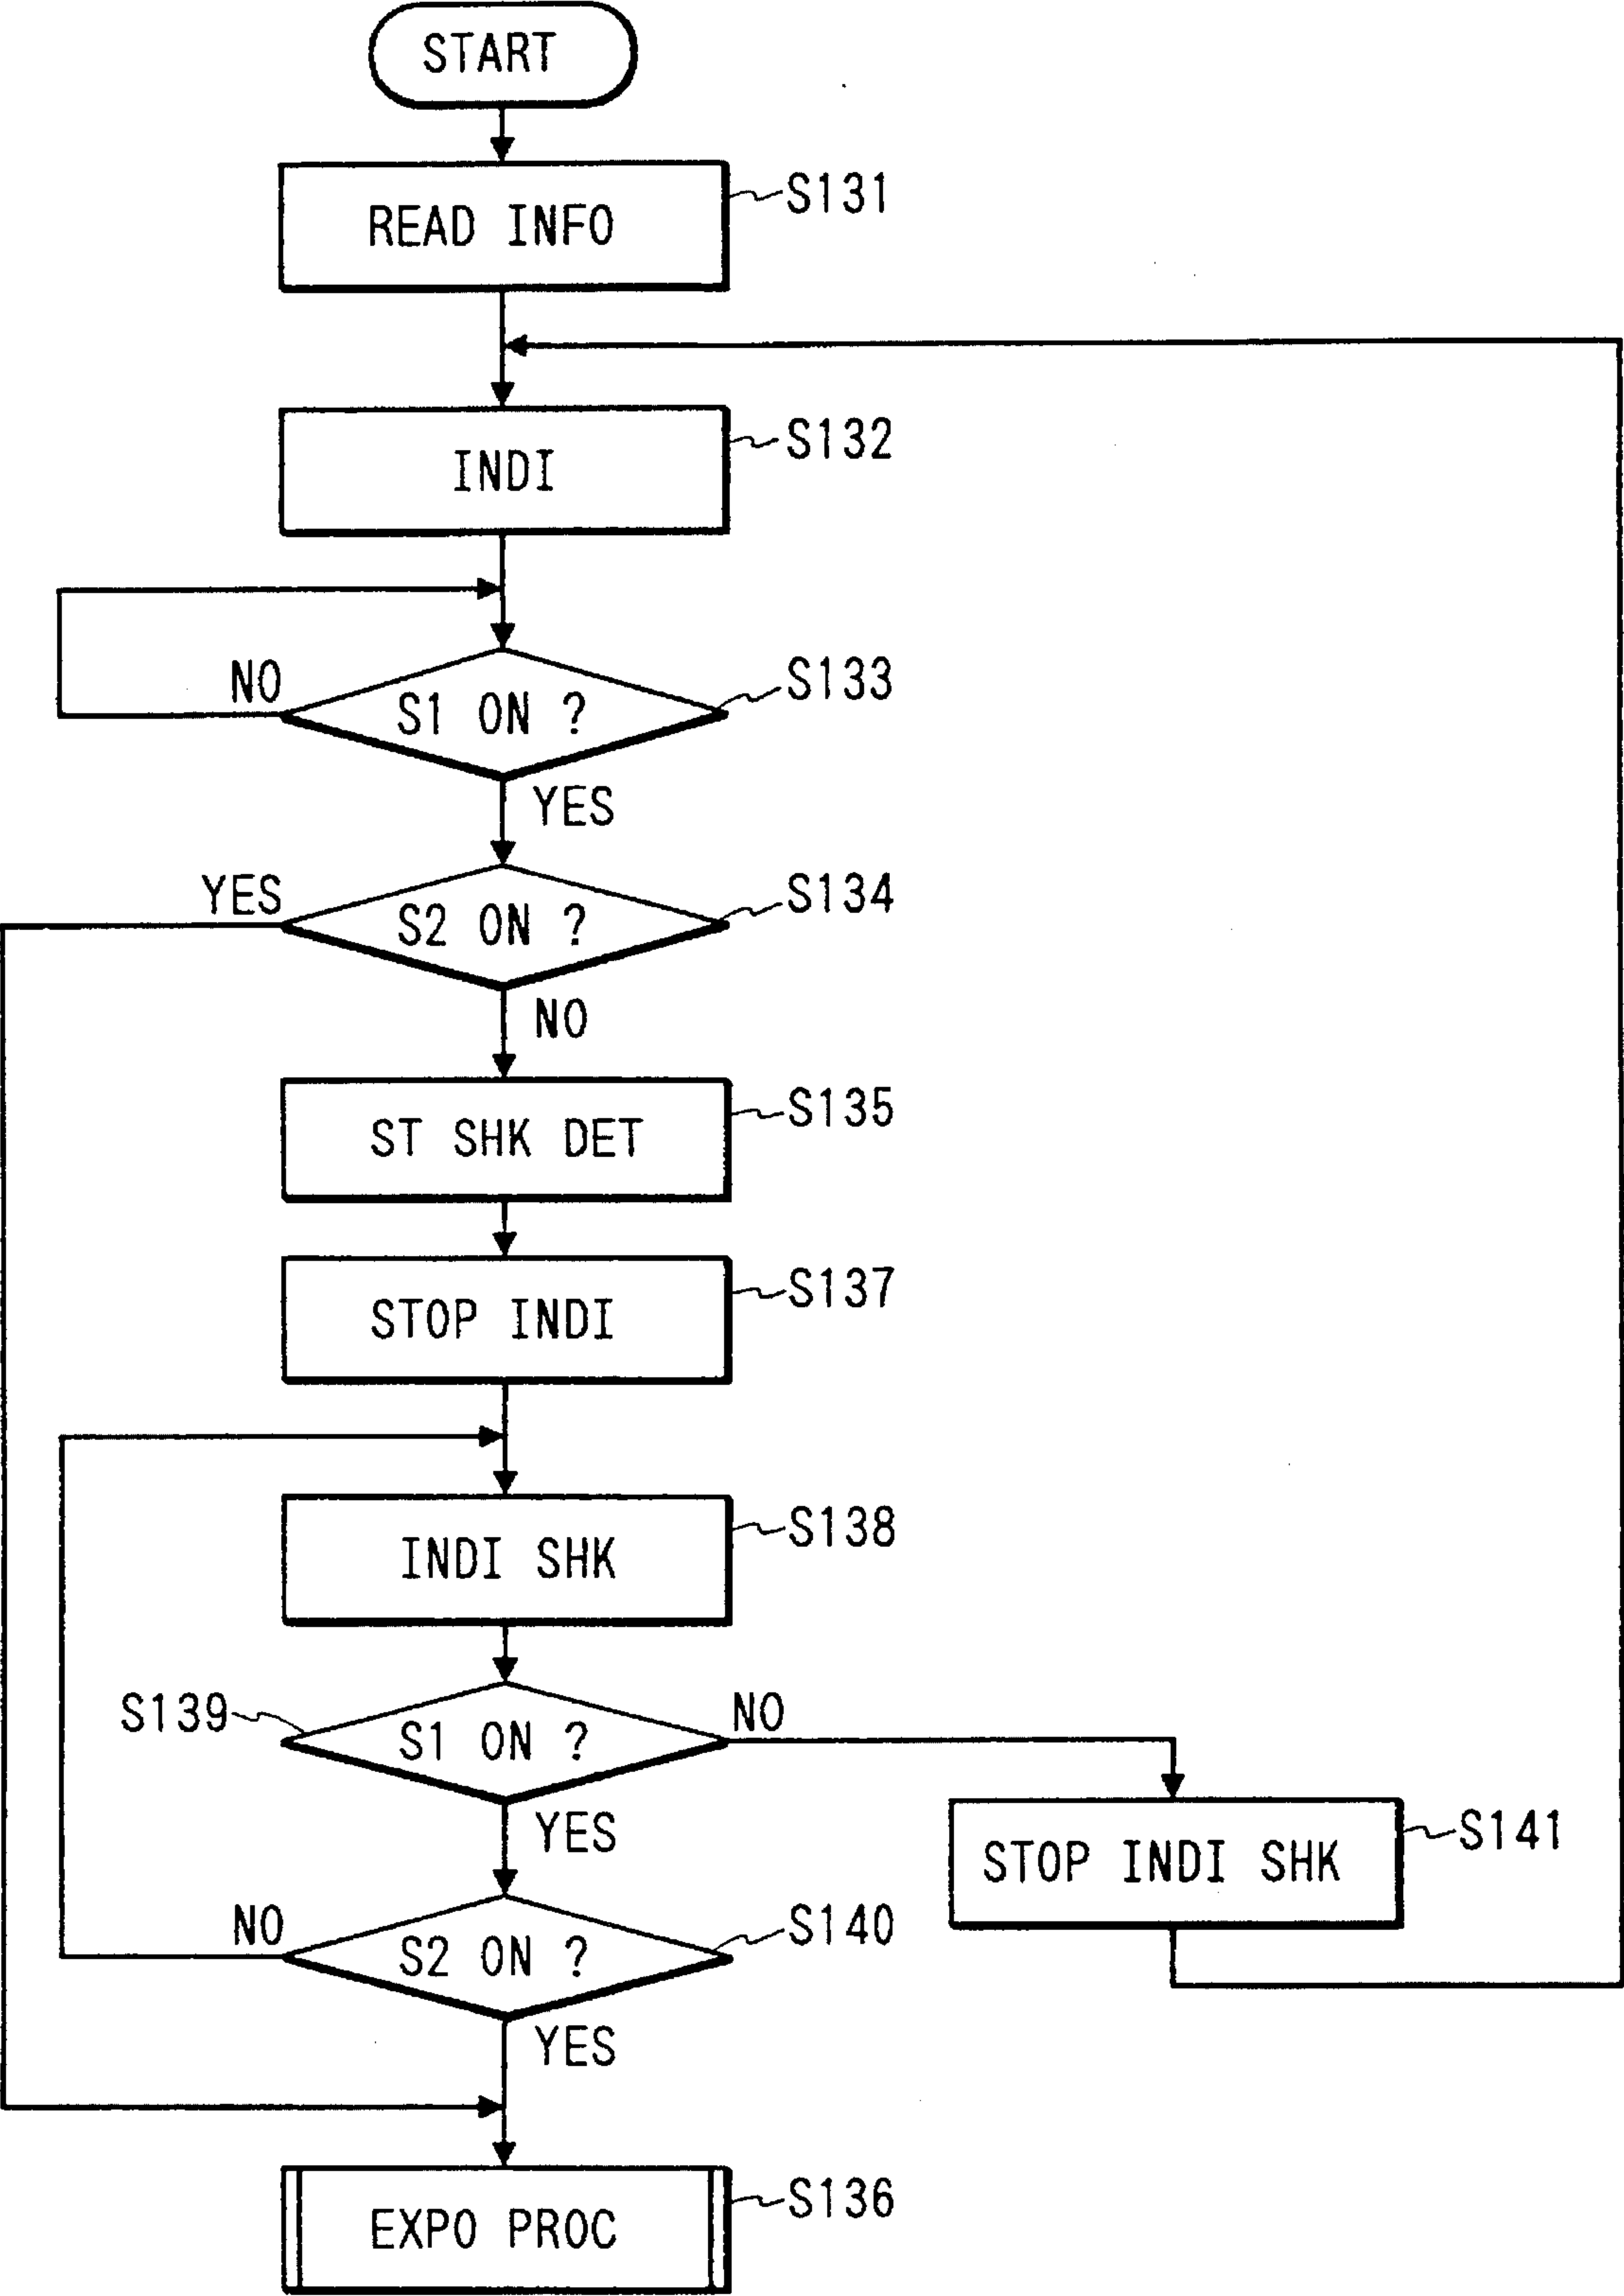 START
READ INFO
S131
INDI
S132
NO
S1 ON ?
S133
YES
YES
S2 ON ?
S134
NO
ST SHK DET
S135
STOP INDI
S137
INDI SHK
S138
S139
S1 ON ?
NO
YES
STOP INDI SHK
S141
NO
S2 ON ?
S140
YES
EXPO PROC
S136